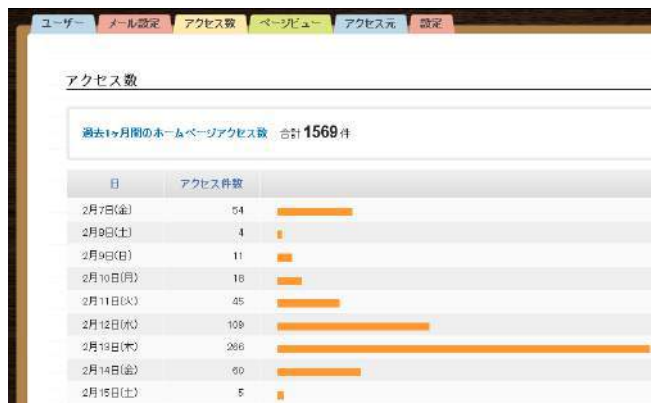 ユーザー メール設定 アクセス数 ページビュー アクセス元 設定
アクセス数
過去1ヶ月間のホームページアクセス数 合計 1569 件
日 アクセス件数
2月7日(金) 54
2月8日(土) 4
2月9日(日) 11
2月10日(月) 18
2月11日(火) 45
2月12日(水) 109
2月13日(木) 266
2月14日(金) 60
2月15日(土) 5